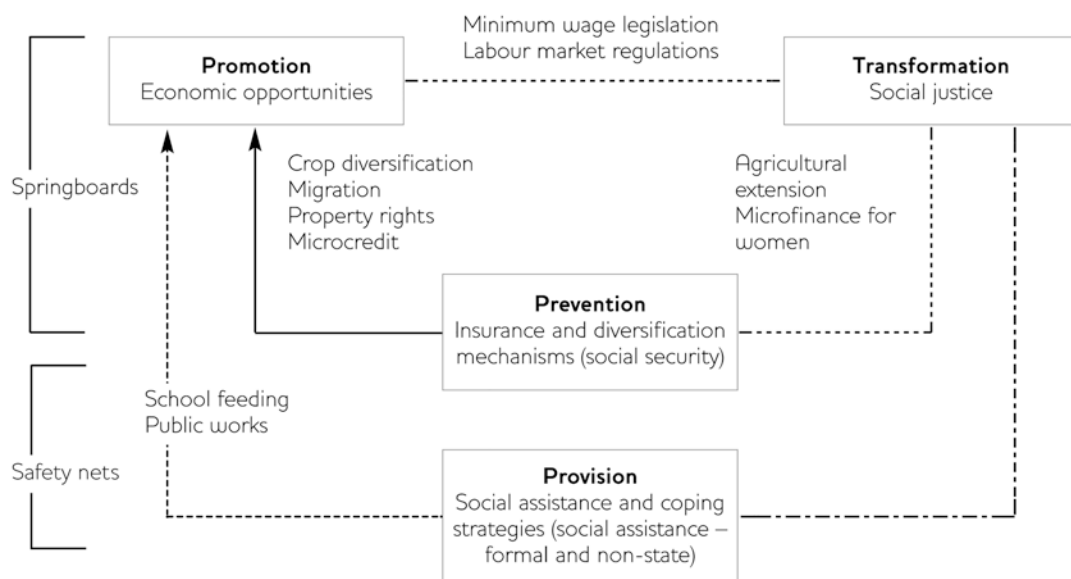 Minimum wage legislation
Labour market regulations
Promotion
Economic opportunities
Transformation
Social justice
Springboards
Crop diversification
Migration
Property rights
Microcredit
Agricultural
extension
Microfinance for
women
Prevention
Insurance and diversification
mechanisms (social security)
School feeding
Public works
Safety nets
Provision
Social assistance and coping
strategies (social assistance –
formal and non-state)